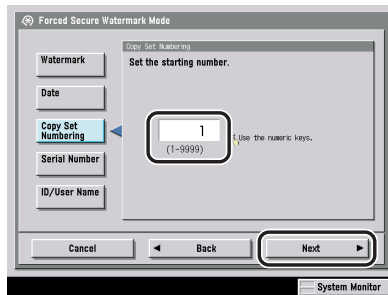 Forced Secure Watermark Mode
Copy Set Numbering
Set the starting number.
Watermark
Date
Copy Set
Numbering
Serial Number
ID/User Name
1
(1-9999)
Use the numeric keys.
Cancel
◄ Back
Next ►
System Monitor